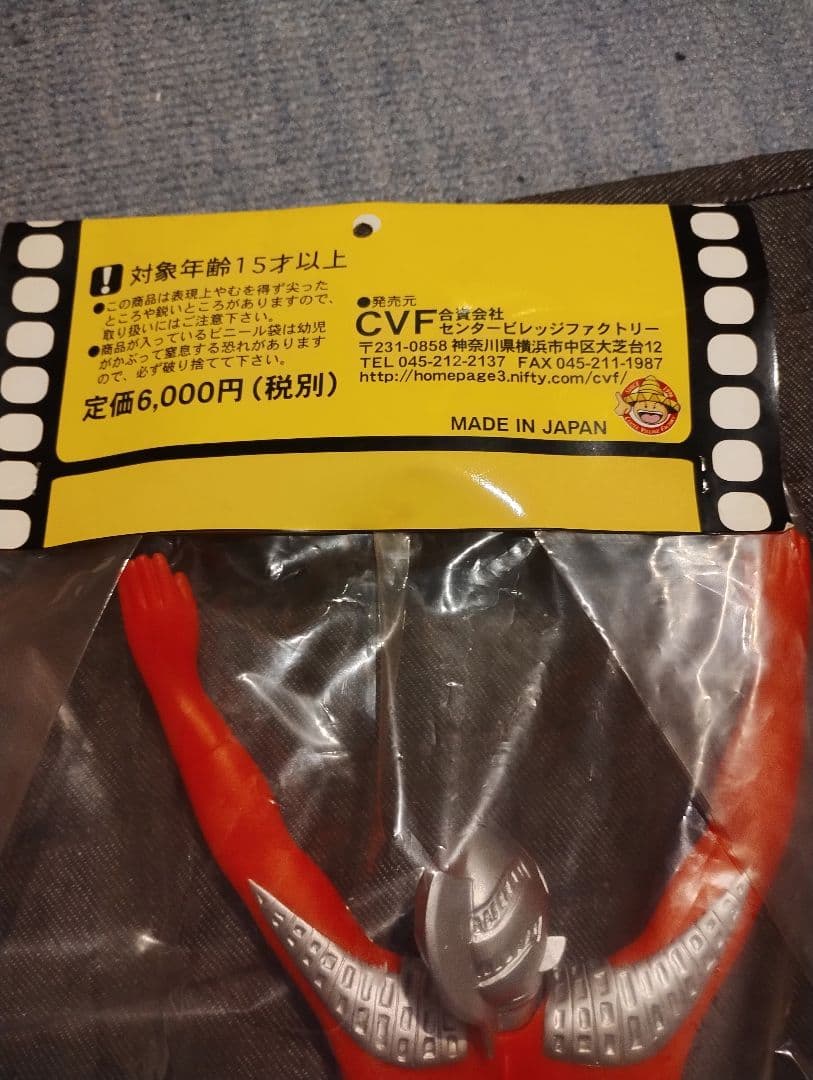 ! 対象年齢15才以上
●この商品は表現上やむを得ず尖った
ところや鋭いところがありますので、
取り扱いにはご注意下さい。
●商品が入っているビニール袋は幼児
がかぶって窒息する恐れがあります
ので、必ず破り捨てて下さい。
定価6,000円(税別)
●発売元
CVF合資会社
センタービレッジファクトリー
〒231-0858 神奈川県横浜市中区大芝台12
TEL 045-212-2137 FAX 045-211-1987
http://homepage3.nifty.com/cvf/
MADE IN JAPAN